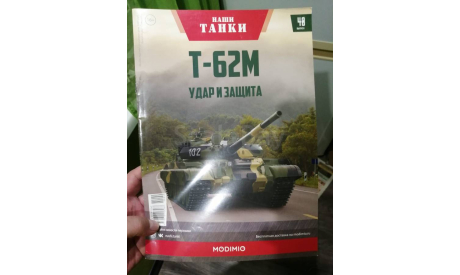 НАШИ
ТАНКИ
48
Т-62М
УДАР И ЗАЩИТА
102
MODIMIO